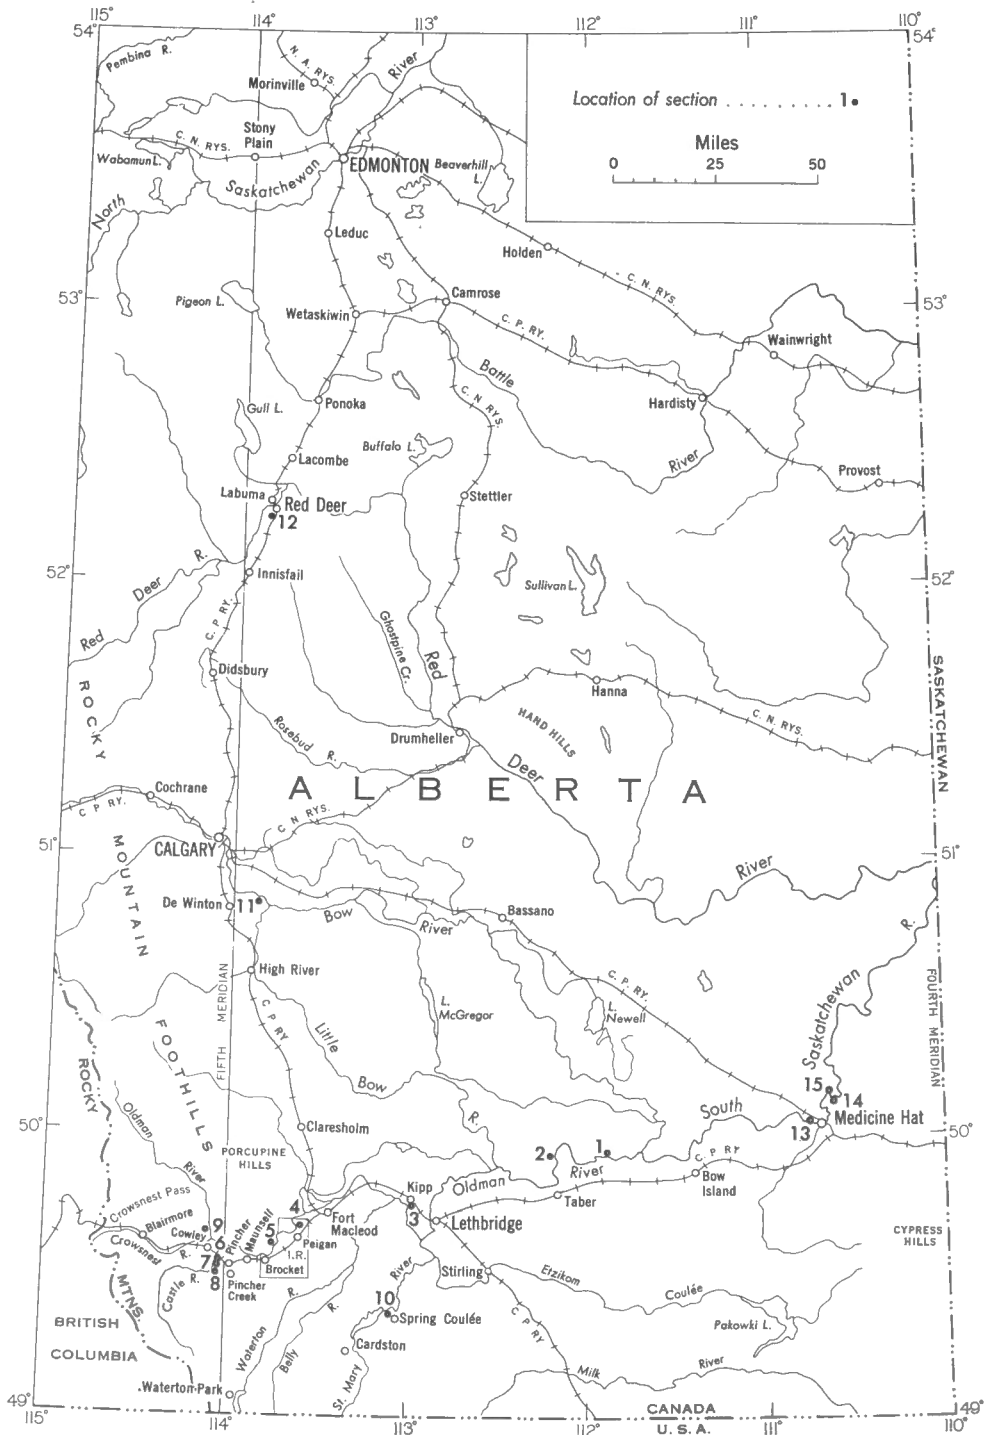 115°
114°
113°
112°
111°
110°
54°
54°
Pembina R.
N. A. RYS.
River
Morinville
Location of section . . . . . . . . 1
Miles
0 25 50
C. N. RYS.
Stony
Plain
Wabamun L.
EDMONTON
Beaverhill
L.
North
Saskatchewan
Leduc
Holden
C. N. RYS.
53°
53°
Pigeon L.
Camrose
Wetaskiwin
C. P. RY.
Wainwright
Battle
Gull L.
Ponoka
C. N. RYS.
Hardisty
Buffalo L.
River
Lacombe
Provost
Labuma
Red Deer
12
Stettler
52°
52°
Red Deer R.
Innisfail
Sullivan L.
C. P. RY.
Ghostpine Cr.
Red
Didsbury
Hanna
SASKATCHEWAN
ROCKY
Rosebud R.
Drumheller
HAND HILLS
C. N. RYS.
Deer
ALBERTA
Cochrane
C P RY.
C N RYS.
51°
51°
CALGARY
MOUNTAIN
River
De Winton
11
Bow
River
Bassano
R.
High River
C. P. RY.
FIFTH MERIDIAN
C P RY
L.
McGregor
L.
Newell
Saskatchewan
FOURTH MERIDIAN
FOOTHILLS
Little
Bow
ROCKY
15
14
Medicine Hat
13
South
Oldman
50°
50°
Claresholm
R.
PORCUPINE
HILLS
2
1
River
C P RY
Bow
Island
River
Oldman
Taber
Crowsnest Pass
Kipp
3
Lethbridge
4
Fort
Macleod
Blairmore
9
Cowley
6
Pincher
Maunsell
5
Peigan
I.R.
CYPRESS
HILLS
Crowsnest
R.
7
8
Brocket
Castle R.
Pincher
Creek
River
Stirling
Etzikom
Coulée
MTNS.
R.
R.
10
Spring Coulée
C P RY
Pakowki L.
BRITISH
COLUMBIA
Waterton
Belly
Cardston
Milk
River
St. Mary
Waterton Park
49°
49°
CANADA
U. S. A.
115°
114°
113°
112°
111°
110°